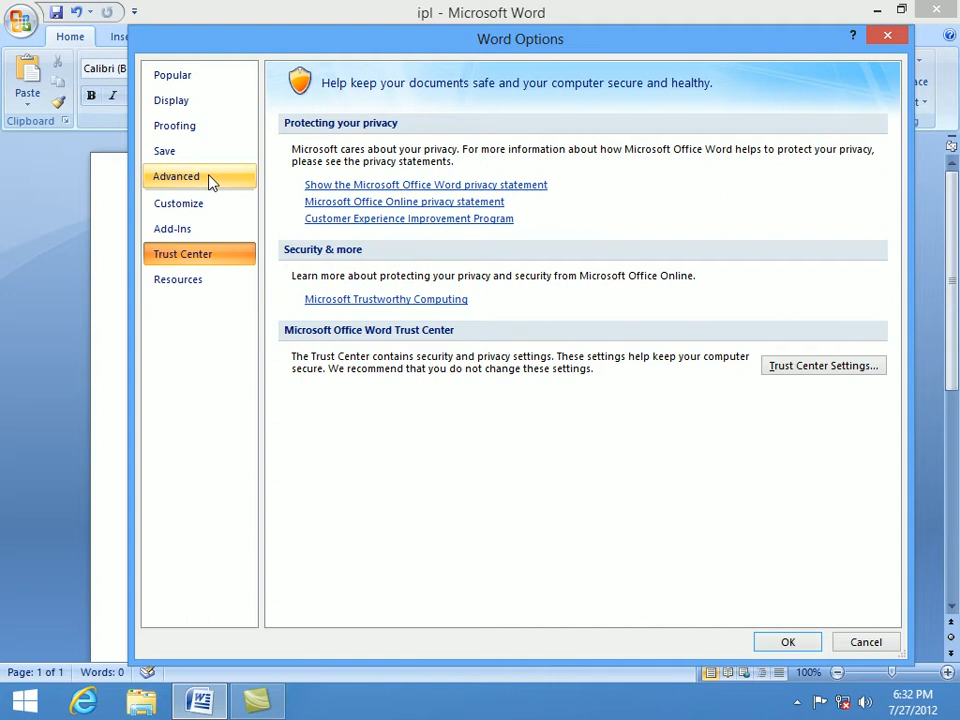 ipl - Microsoft Word
Home
Inse
Word Options
?
Paste
Clipboard
Calibri (B
B I
Popular
Display
Proofing
Save
Advanced
Customize
Add-Ins
Trust Center
Resources
Help keep your documents safe and your computer secure and healthy.
Protecting your privacy
Microsoft cares about your privacy. For more information about how Microsoft Word helps to protect your privacy,
please see the privacy statements.
Show the Microsoft Office Word privacy statement
Microsoft Office Online privacy statement
Customer Experience Improvement Program
Security & more
Learn more about protecting your privacy and security from Microsoft Office Online.
Microsoft Trustworthy Computing
Microsoft Office Word Trust Center
The Trust Center contains security and privacy settings. These settings help keep your computer
secure. We recommend that you do not change these settings.
Trust Center Settings...
OK
Cancel
Page: 1 of 1
Words: 0
100%
6:32 PM
7/27/2012